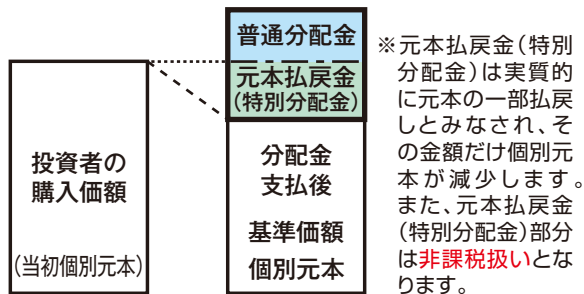 普通分配金
元本払戻金
(特別分配金)
投資者の
購入価額
(当初個別元本)
分配金
支払後
基準価額
個別元本
※元本払戻金(特別
分配金)は実質的
に元本の一部払戻
しとみなされ、そ
の金額だけ個別元
本が減少します。
また、元本払戻金
(特別分配金)部分
は非課税扱いとな
ります。